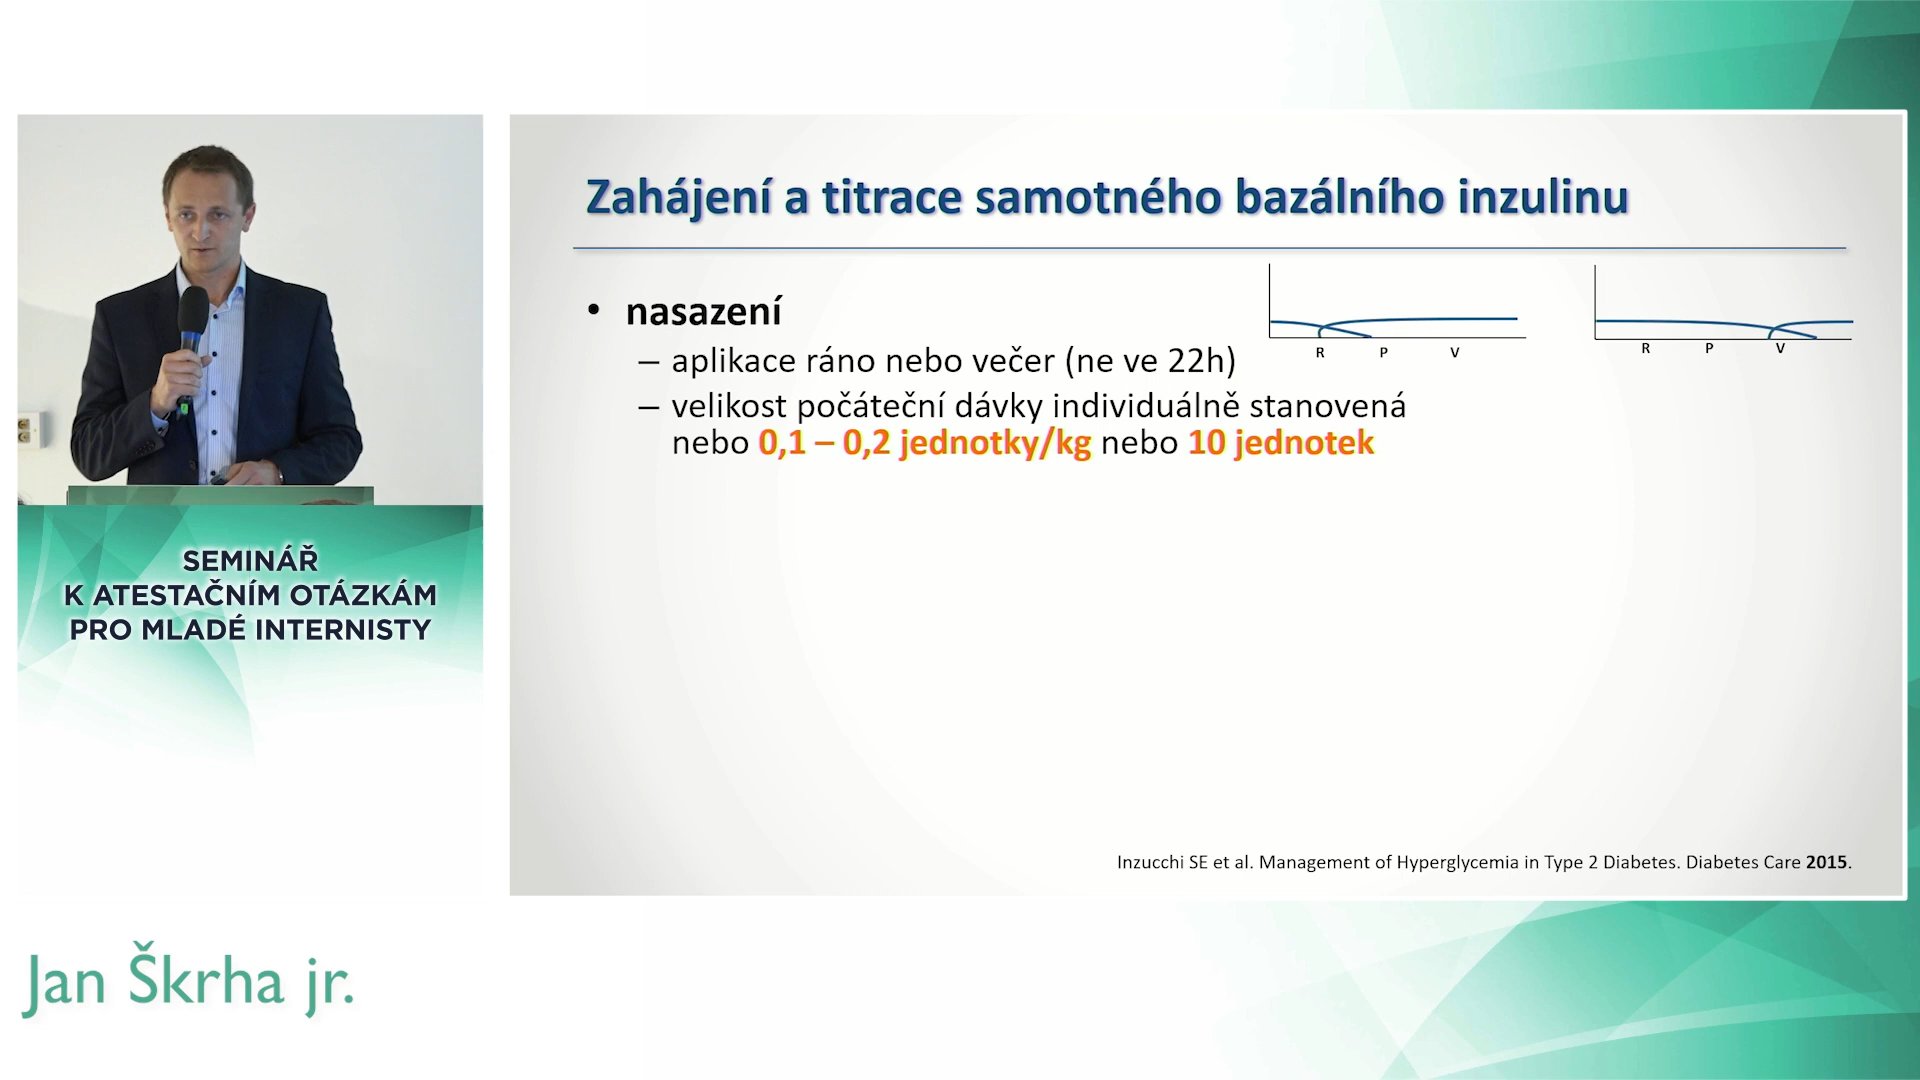 Zahájení a titrace samotného bazálního inzulinu
• nasazení
– aplikace ráno nebo večer (ne ve 22h)
– velikost počáteční dávky individuálně stanovená
nebo 0,1 – 0,2 jednotky/kg nebo 10 jednotek
R P V
R P V
Inzucchi SE et al. Management of Hyperglycemia in Type 2 Diabetes. Diabetes Care 2015.
SEMINÁŘ
K ATESTAČNÍM OTÁZKÁM
PRO MLADÉ INTERNISTY
Jan Škrha jr.